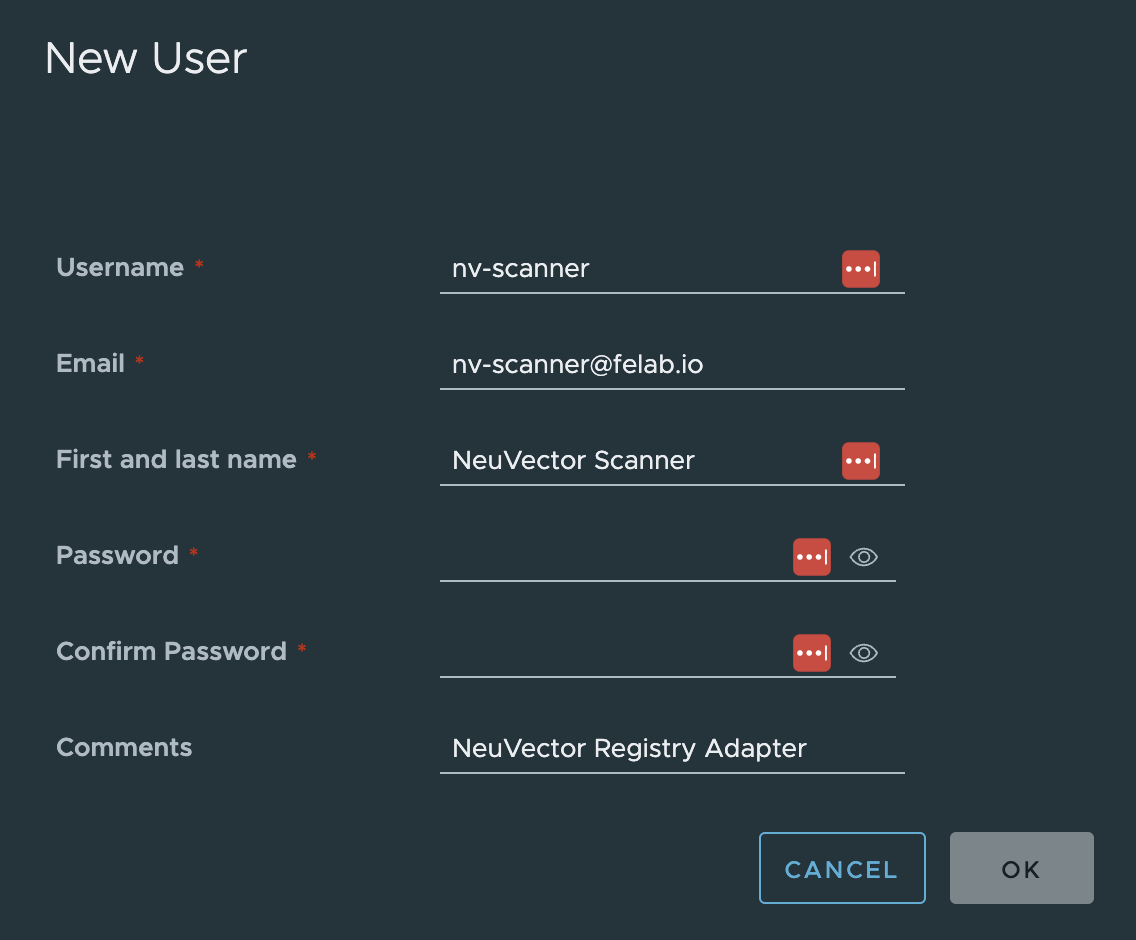 New User
Username *
nv-scanner
Email *
nv-scanner@felab.io
First and last name *
NeuVector Scanner
Password *
Confirm Password *
Comments
NeuVector Registry Adapter
CANCEL
OK